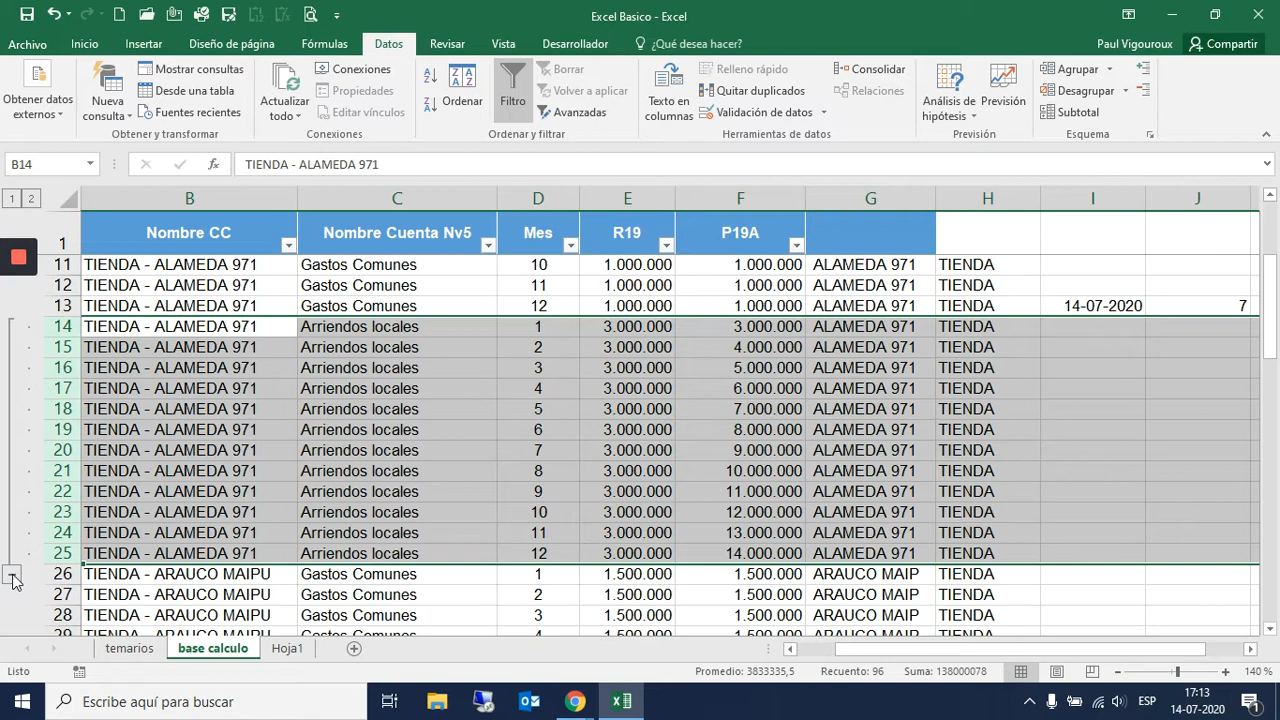 Excel Basico - Excel
Archivo Inicio Insertar Diseño de página Fórmulas Datos Revisar Vista Desarrollador ¿Qué desea hacer? Paul Vigouroux Compartir
Obtener datos externos
Nueva consulta
Mostrar consultas
Desde una tabla
Fuentes recientes
Obtener y transformar
Actualizar todo
Conexiones
Propiedades
Editar vínculos
Conexiones
Ordenar
Filtro
Borrar
Volver a aplicar
Avanzadas
Ordenar y filtrar
Texto en columnas
Relleno rápido
Quitar duplicados
Validación de datos
Consolidar
Relaciones
Herramientas de datos
Análisis de hipótesis
Previsión
Previsión
Agrupar
Desagrupar
Subtotal
Esquema
B14 fx TIENDA - ALAMEDA 971
1 2 B C D E F G H I J
1 Nombre CC Nombre Cuenta Nv5 Mes R19 P19A
11 TIENDA - ALAMEDA 971 Gastos Comunes 10 1.000.000 1.000.000 ALAMEDA 971 TIENDA
12 TIENDA - ALAMEDA 971 Gastos Comunes 11 1.000.000 1.000.000 ALAMEDA 971 TIENDA
13 TIENDA - ALAMEDA 971 Gastos Comunes 12 1.000.000 1.000.000 ALAMEDA 971 TIENDA 14-07-2020 7
14 TIENDA - ALAMEDA 971 Arriendos locales 1 3.000.000 3.000.000 ALAMEDA 971 TIENDA
15 TIENDA - ALAMEDA 971 Arriendos locales 2 3.000.000 4.000.000 ALAMEDA 971 TIENDA
16 TIENDA - ALAMEDA 971 Arriendos locales 3 3.000.000 5.000.000 ALAMEDA 971 TIENDA
17 TIENDA - ALAMEDA 971 Arriendos locales 4 3.000.000 6.000.000 ALAMEDA 971 TIENDA
18 TIENDA - ALAMEDA 971 Arriendos locales 5 3.000.000 7.000.000 ALAMEDA 971 TIENDA
19 TIENDA - ALAMEDA 971 Arriendos locales 6 3.000.000 8.000.000 ALAMEDA 971 TIENDA
20 TIENDA - ALAMEDA 971 Arriendos locales 7 3.000.000 9.000.000 ALAMEDA 971 TIENDA
21 TIENDA - ALAMEDA 971 Arriendos locales 8 3.000.000 10.000.000 ALAMEDA 971 TIENDA
22 TIENDA - ALAMEDA 971 Arriendos locales 9 3.000.000 11.000.000 ALAMEDA 971 TIENDA
23 TIENDA - ALAMEDA 971 Arriendos locales 10 3.000.000 12.000.000 ALAMEDA 971 TIENDA
24 TIENDA - ALAMEDA 971 Arriendos locales 11 3.000.000 13.000.000 ALAMEDA 971 TIENDA
25 TIENDA - ALAMEDA 971 Arriendos locales 12 3.000.000 14.000.000 ALAMEDA 971 TIENDA
26 TIENDA - ARAUCO MAIPU Gastos Comunes 1 1.500.000 1.500.000 ARAUCO MAIP TIENDA
27 TIENDA - ARAUCO MAIPU Gastos Comunes 2 1.500.000 1.500.000 ARAUCO MAIP TIENDA
28 TIENDA - ARAUCO MAIPU Gastos Comunes 3 1.500.000 1.500.000 ARAUCO MAIP TIENDA
29 TIENDA - ARAUCO MAIPU Gastos Comunes 4 1.500.000 1.500.000 ARAUCO MAIP TIENDA
temarios base calculo Hoja1
Listo Promedio: 3833335,5 Recuento: 96 Suma: 138000078 140 %
Escribe aquí para buscar ESP 17:13
14-07-2020 1